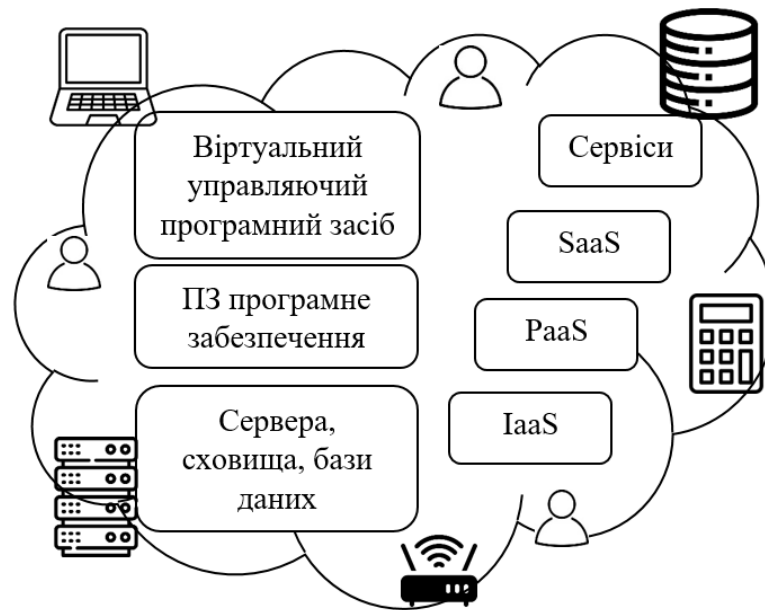 Віртуальний
управляючий
програмний засіб
ПЗ програмне
забезпечення
Сервера,
сховища, бази
даних
Сервіси
SaaS
PaaS
IaaS